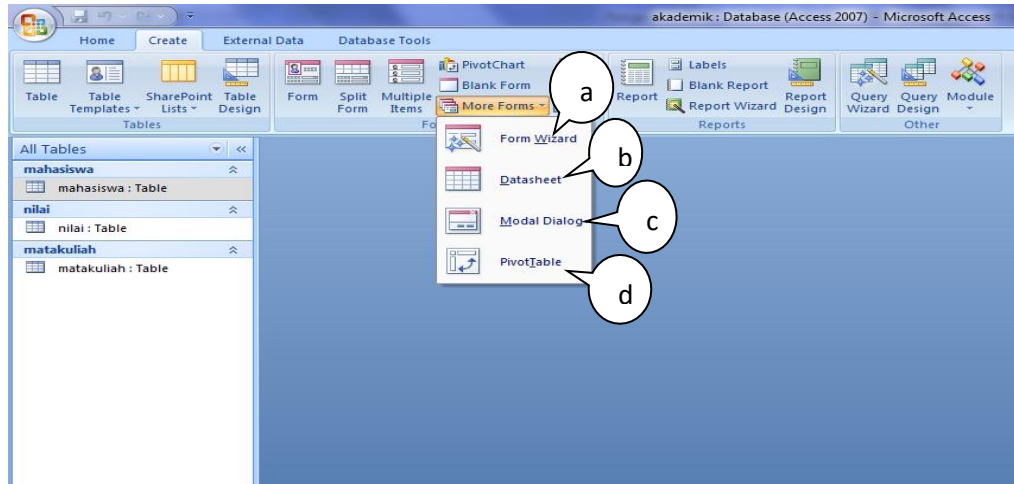 akademik : Database (Access 2007) - Microsoft Access
Home Create External Data Database Tools
Table
Table Templates
SharePoint Lists
Table Design
Tables
Form
Split Form
Multiple Items
PivotChart
Blank Form
More Forms
Fo
Report
Labels
Blank Report
Report Wizard
Report Design
Reports
Query Wizard
Query Design
Module
Other
All Tables
mahasiswa
mahasiswa : Table
nilai
nilai : Table
matakuliah
matakuliah : Table
Form Wizard
Datasheet
Modal Dialog
PivotTable
a
b
c
d